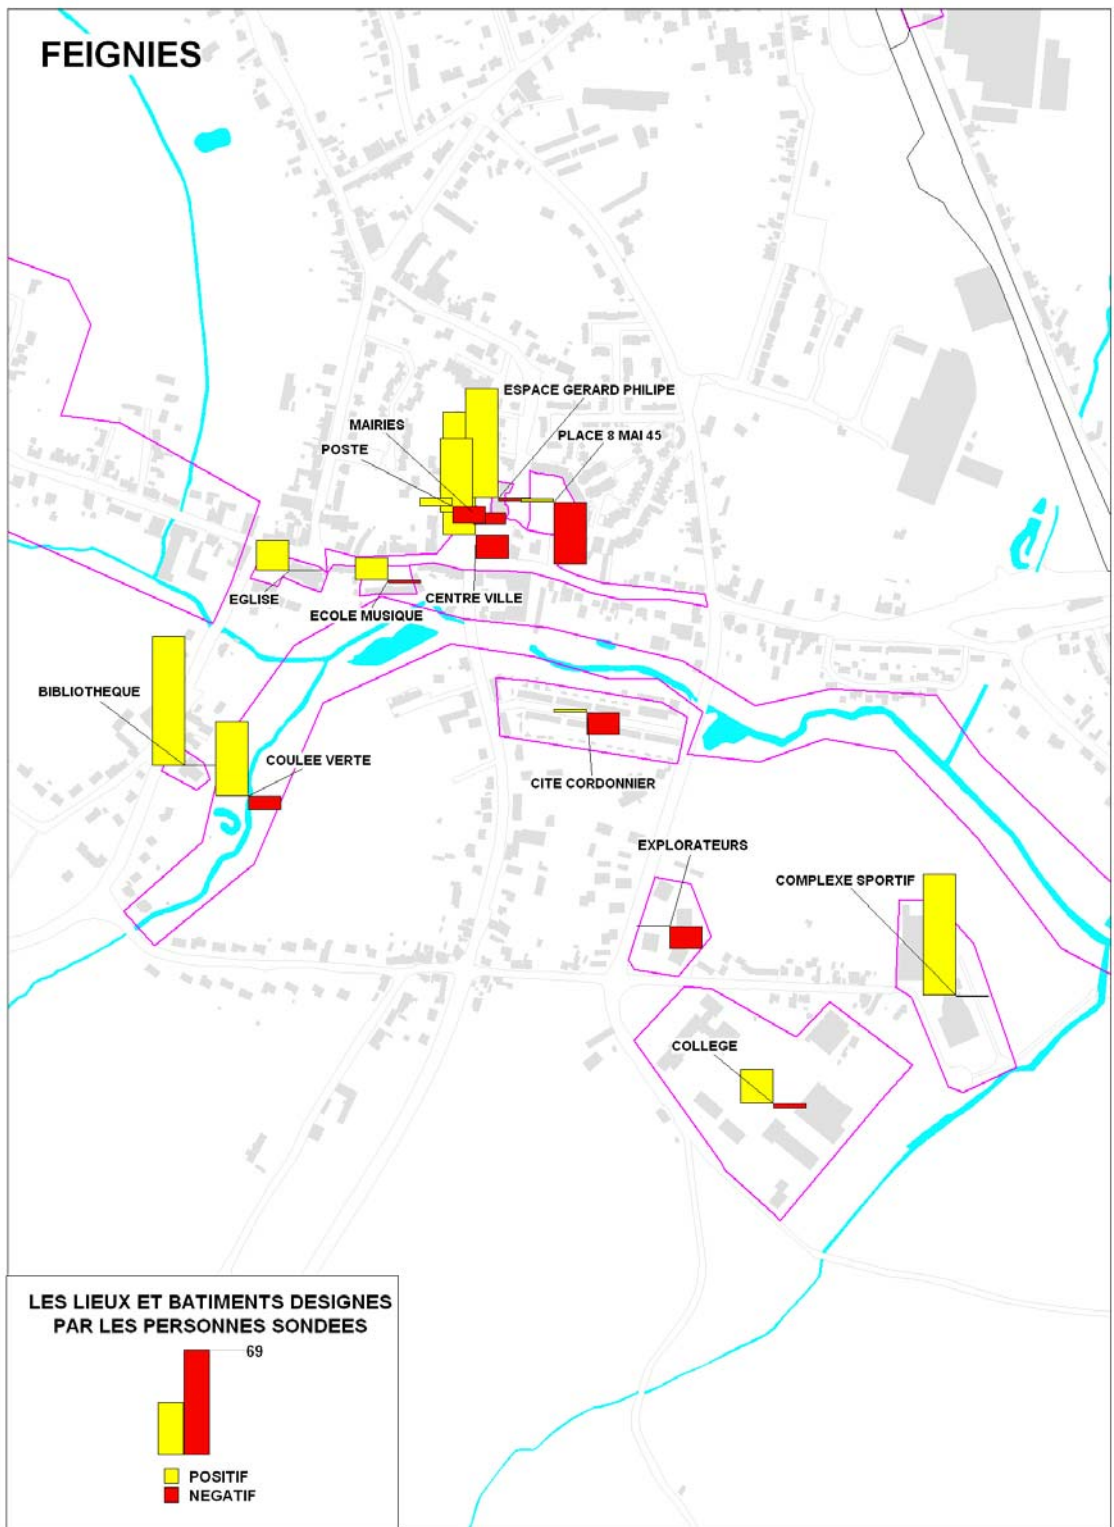 FEIGNIES
ESPACE GERARD PHILIPE
MAIRIES
PLACE 8 MAI 45
POSTE
EGLISE
CENTRE VILLE
ECOLE MUSIQUE
BIBLIOTHEQUE
COULEE VERTE
CITE CORDONNIER
EXPLORATEURS
COMPLEXE SPORTIF
COLLEGE
LES LIEUX ET BATIMENTS DESIGNES
PAR LES PERSONNES SONDEES
69
POSITIF
NEGATIF